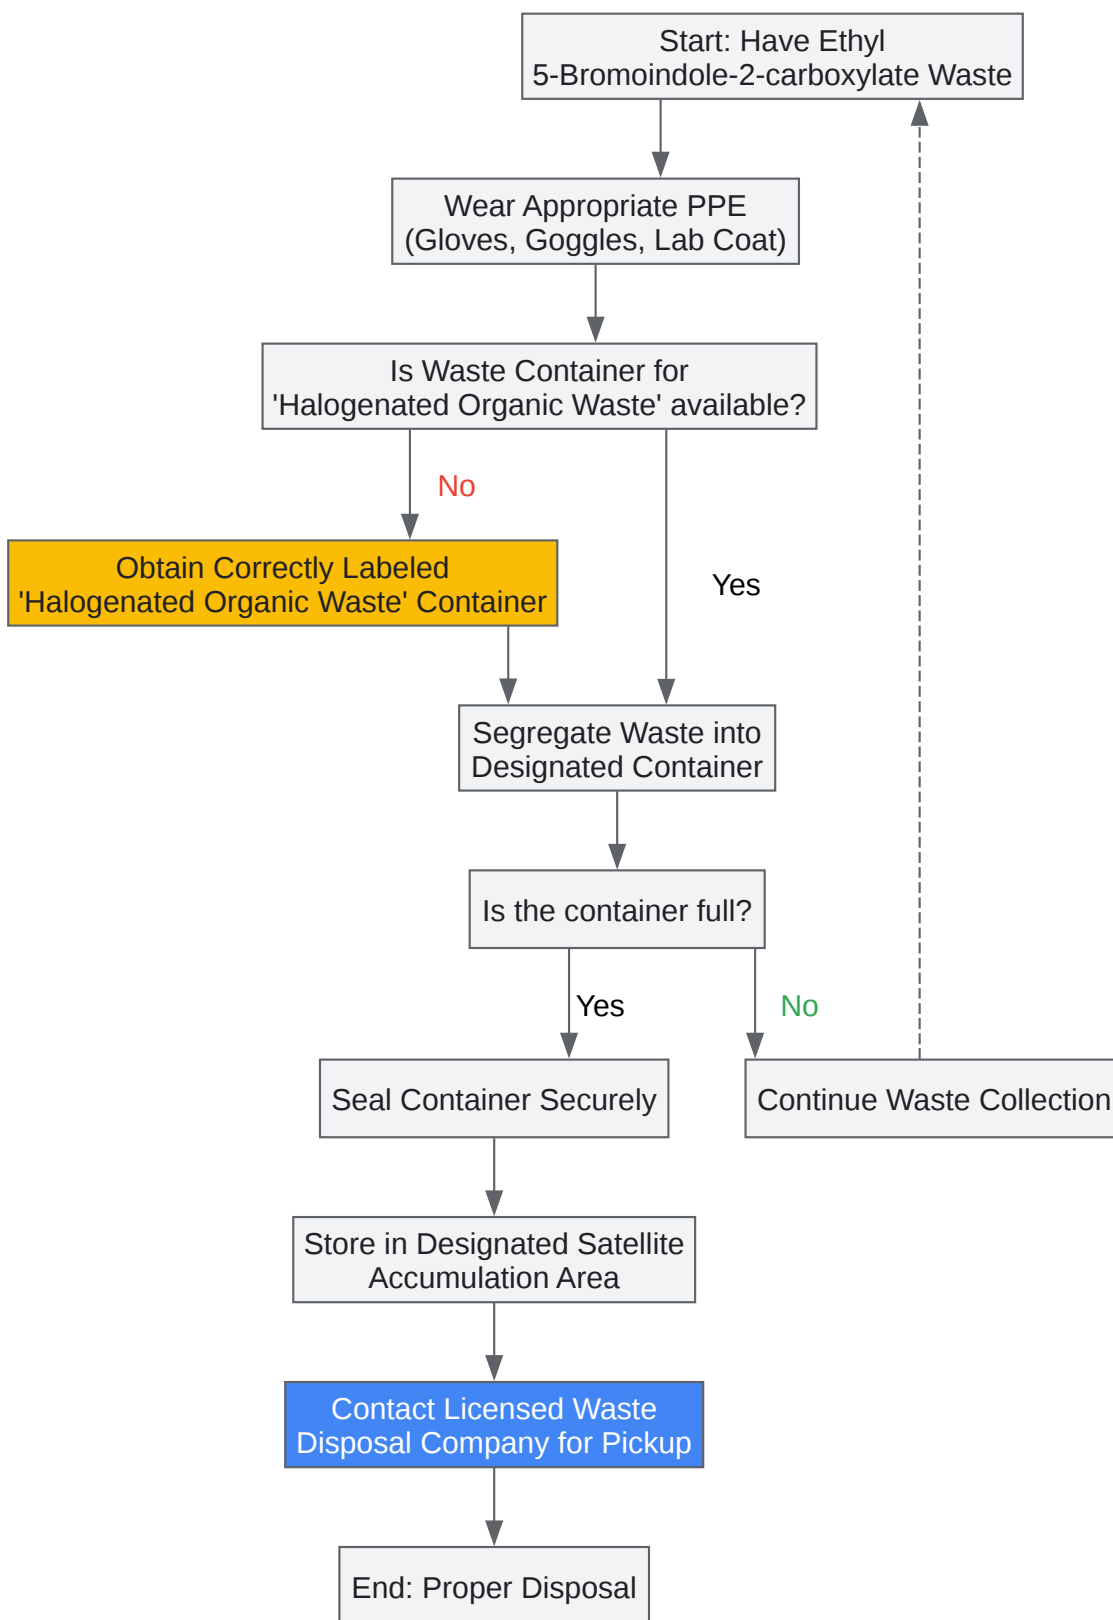 Start: Have Ethyl
5-Bromoindole-2-carboxylate Waste
Wear Appropriate PPE
(Gloves, Goggles, Lab Coat)
Is Waste Container for
'Halogenated Organic Waste' available?
No
Obtain Correctly Labeled
'Halogenated Organic Waste' Container
Yes
Segregate Waste into
Designated Container
Is the container full?
Yes
No
Seal Container Securely
Continue Waste Collection
Store in Designated Satellite
Accumulation Area
Contact Licensed Waste
Disposal Company for Pickup
End: Proper Disposal